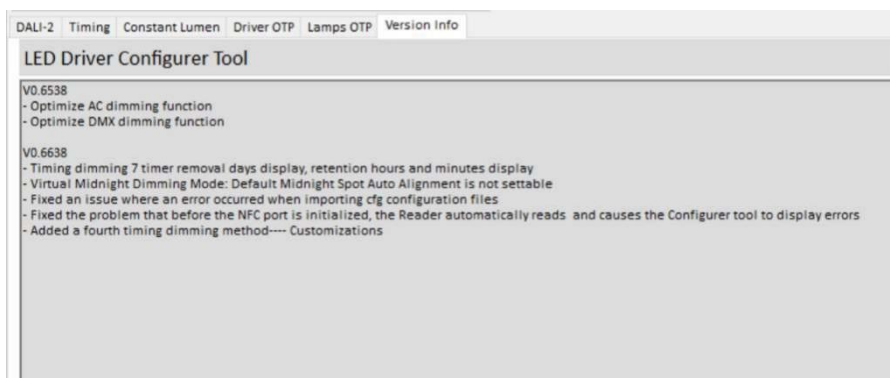 DALI-2 Timing Constant Lumen Driver OTP Lamps OTP Version Info
LED Driver Configurer Tool
V0.6538
- Optimize AC dimming function
- Optimize DMX dimming function
V0.6638
- Timing dimming 7 timer removal days display, retention hours and minutes display
- Virtual Midnight Dimming Mode: Default Midnight Spot Auto Alignment is not settable
- Fixed an issue where an error occurred when importing cfg configuration files
- Fixed the problem that before the NFC port is initialized, the Reader automatically reads and causes the Configurer tool to display errors
- Added a fourth timing dimming method---- Customizations